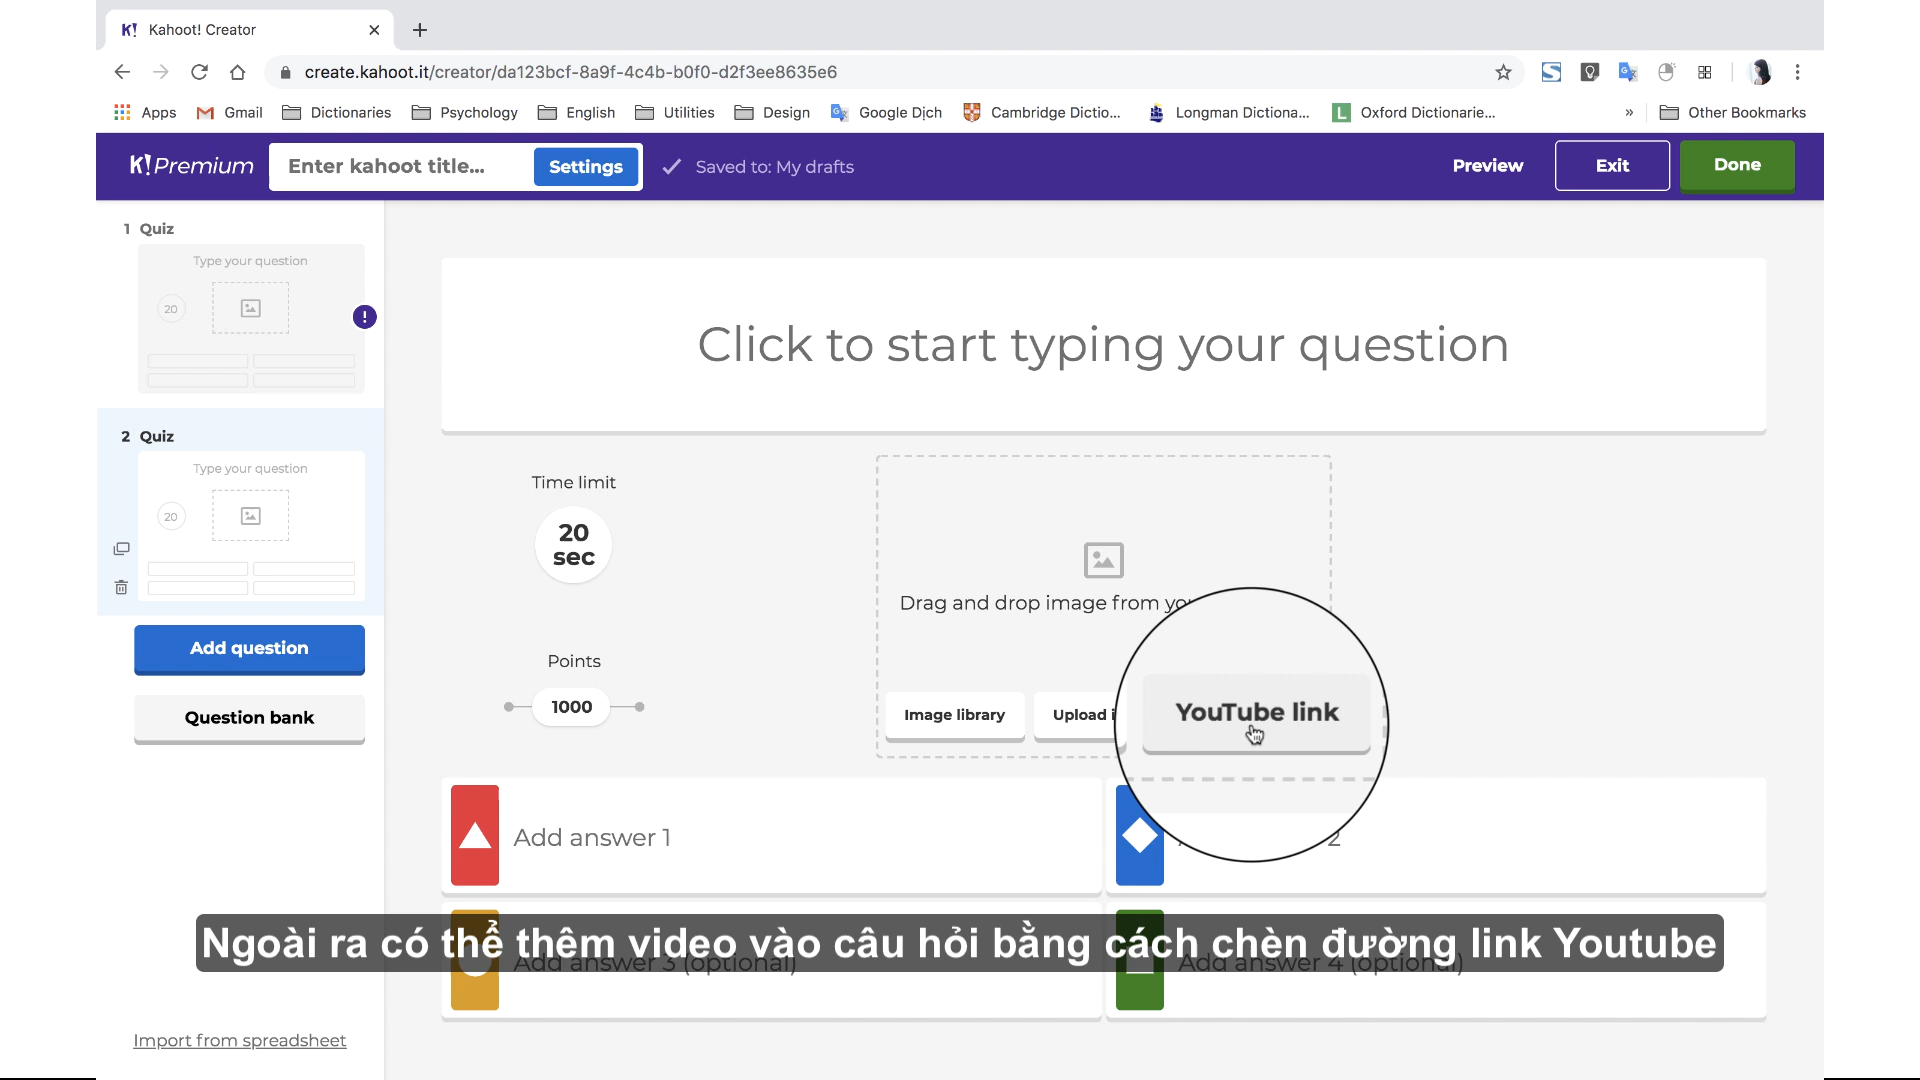 Kahoot! Creator
create.kahoot.it/creator/da123bcf-8a9f-4c4b-b0f0-d2f3ee8635e6
Apps Gmail Dictionaries Psychology English Utilities Design Google Dịch Cambridge Dictio... Longman Dictiona... Oxford Dictionarie... » Other Bookmarks
K!Premium Enter kahoot title... Settings Saved to: My drafts Preview Exit Done
1 Quiz
Type your question
20
!
2 Quiz
Type your question
20
Add question
Question bank
Import from spreadsheet
Click to start typing your question
Time limit
20
sec
Points
1000
Drag and drop image from
Image library Upload YouTube link
Add answer 1
2
Add answer 3 (optional) Add answer 4 (optional)
Ngoài ra có thể thêm video vào câu hỏi bằng cách chèn đường link Youtube